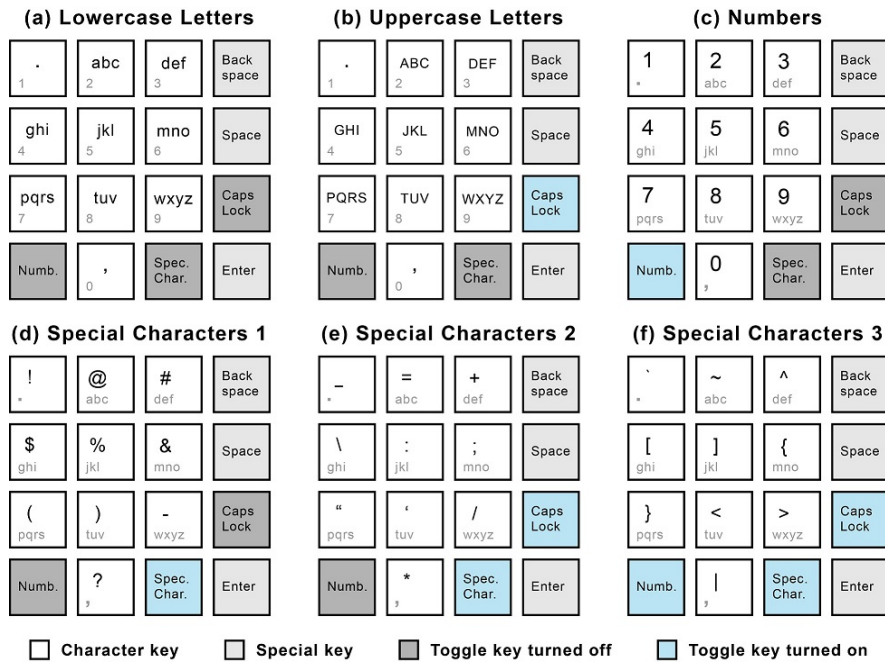 (a) Lowercase Letters (b) Uppercase Letters (c) Numbers
. abc def Back space . ABC DEF Back space 1 2 3 Back space
1 2 3 1 2 3 . abc def
ghi jkl mno Space GHI JKL MNO Space 4 5 6 Space
4 5 6 4 5 6 ghi jkl mno
pqrs tuv wxyz Caps Lock PQRS TUV WXYZ Caps Lock 7 8 9 Caps Lock
7 8 9 7 8 9 pqrs tuv wxyz
Numb. , Spec. Char. Enter Numb. , Spec. Char. Enter Numb. 0 Spec. Char. Enter
0 0 ,
(d) Special Characters 1 (e) Special Characters 2 (f) Special Characters 3
! @ # Back space _ = + Back space ` ~ ^ Back space
. abc def . abc def . abc def
$ % & Space \ : ; Space [ ] { Space
ghi jkl mno ghi jkl mno ghi jkl mno
( ) - Caps Lock “ ‘ / Caps Lock } < > Caps Lock
pqrs tuv wxyz pqrs tuv wxyz pqrs tuv wxyz
Numb. ? Spec. Char. Enter Numb. * Spec. Char. Enter Numb. | Spec. Char. Enter
, , ,
Character key Special key Toggle key turned off Toggle key turned on